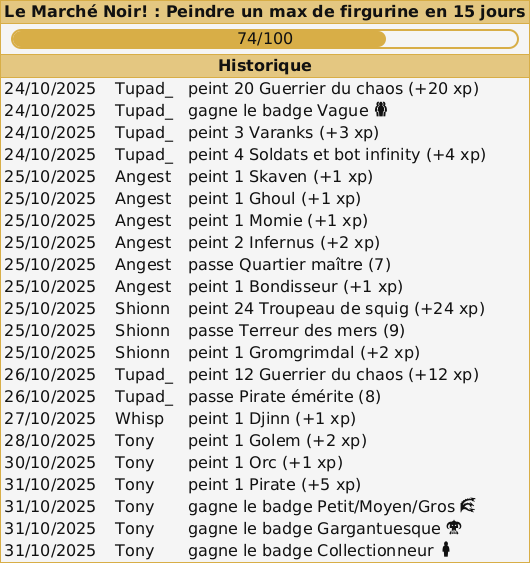 Le Marché Noir! : Peindre un max de firgurine en 15 jours
74/100
Historique
24/10/2025 Tupad_ peint 20 Guerrier du chaos (+20 xp)
24/10/2025 Tupad_ gagne le badge Vague
24/10/2025 Tupad_ peint 3 Varanks (+3 xp)
24/10/2025 Tupad_ peint 4 Soldats et bot infinity (+4 xp)
25/10/2025 Angest peint 1 Skaven (+1 xp)
25/10/2025 Angest peint 1 Ghoul (+1 xp)
25/10/2025 Angest peint 1 Momie (+1 xp)
25/10/2025 Angest peint 2 Infernus (+2 xp)
25/10/2025 Angest passe Quartier maître (7)
25/10/2025 Angest peint 1 Bondisseur (+1 xp)
25/10/2025 Shionn peint 24 Troupeau de squig (+24 xp)
25/10/2025 Shionn passe Terreur des mers (9)
25/10/2025 Shionn peint 1 Gromgrimdal (+2 xp)
26/10/2025 Tupad_ peint 12 Guerrier du chaos (+12 xp)
26/10/2025 Tupad_ passe Pirate émérite (8)
27/10/2025 Whisp peint 1 Djinn (+1 xp)
28/10/2025 Tony peint 1 Golem (+2 xp)
30/10/2025 Tony peint 1 Orc (+1 xp)
31/10/2025 Tony peint 1 Pirate (+5 xp)
31/10/2025 Tony gagne le badge Petit/Moyen/Gros
31/10/2025 Tony gagne le badge Gargantuesque
31/10/2025 Tony gagne le badge Collectionneur